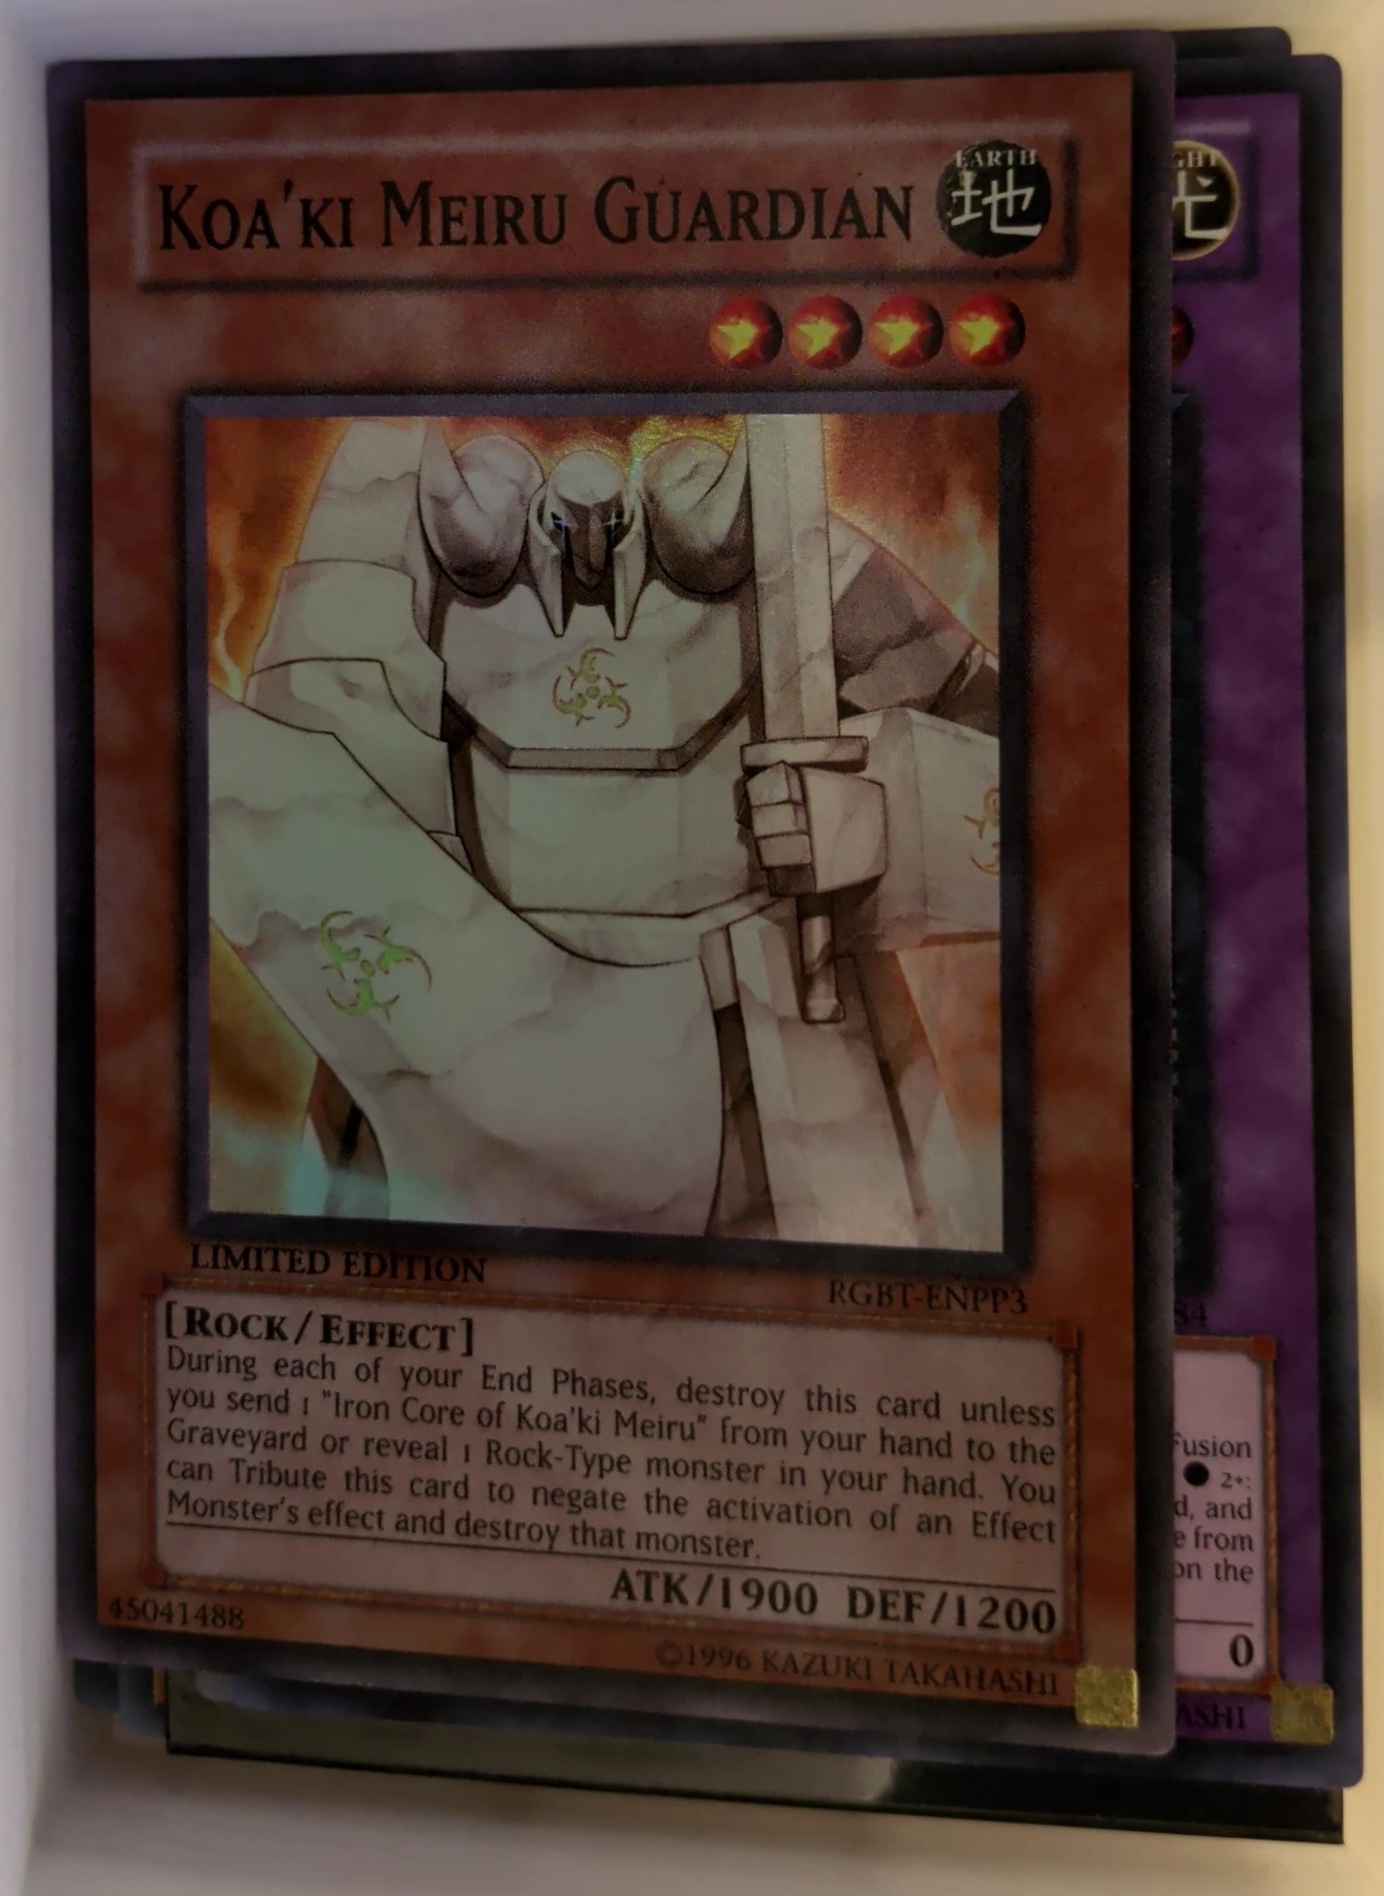 KOA'KI MEIRU GUARDIAN
EARTH
地
LIMITED EDITION
RGBT-ENPP3
[ROCK/EFFECT]
During each of your End Phases, destroy this card unless
you send 1 "Iron Core of Koa'ki Meiru" from your hand to the
Graveyard or reveal 1 Rock-Type monster in your hand. You
can Tribute this card to negate the activation of an Effect
Monster's effect and destroy that monster.
ATK/1900 DEF/1200
45041488
©1996 KAZUKI TAKAHASHI
GHT
84
Fusion
● 2+:
d, and
e from
on the
0
ASHI